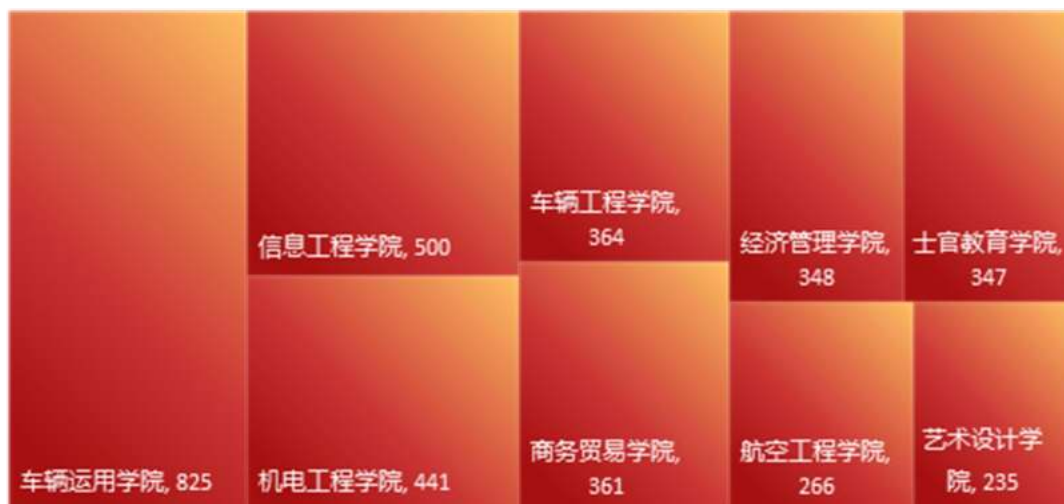 车辆运用学院, 825
信息工程学院, 500
机电工程学院, 441
车辆工程学院,
364
商务贸易学院,
361
经济管理学院,
348
士官教育学院,
347
航空工程学院,
266
艺术设计学
院, 235